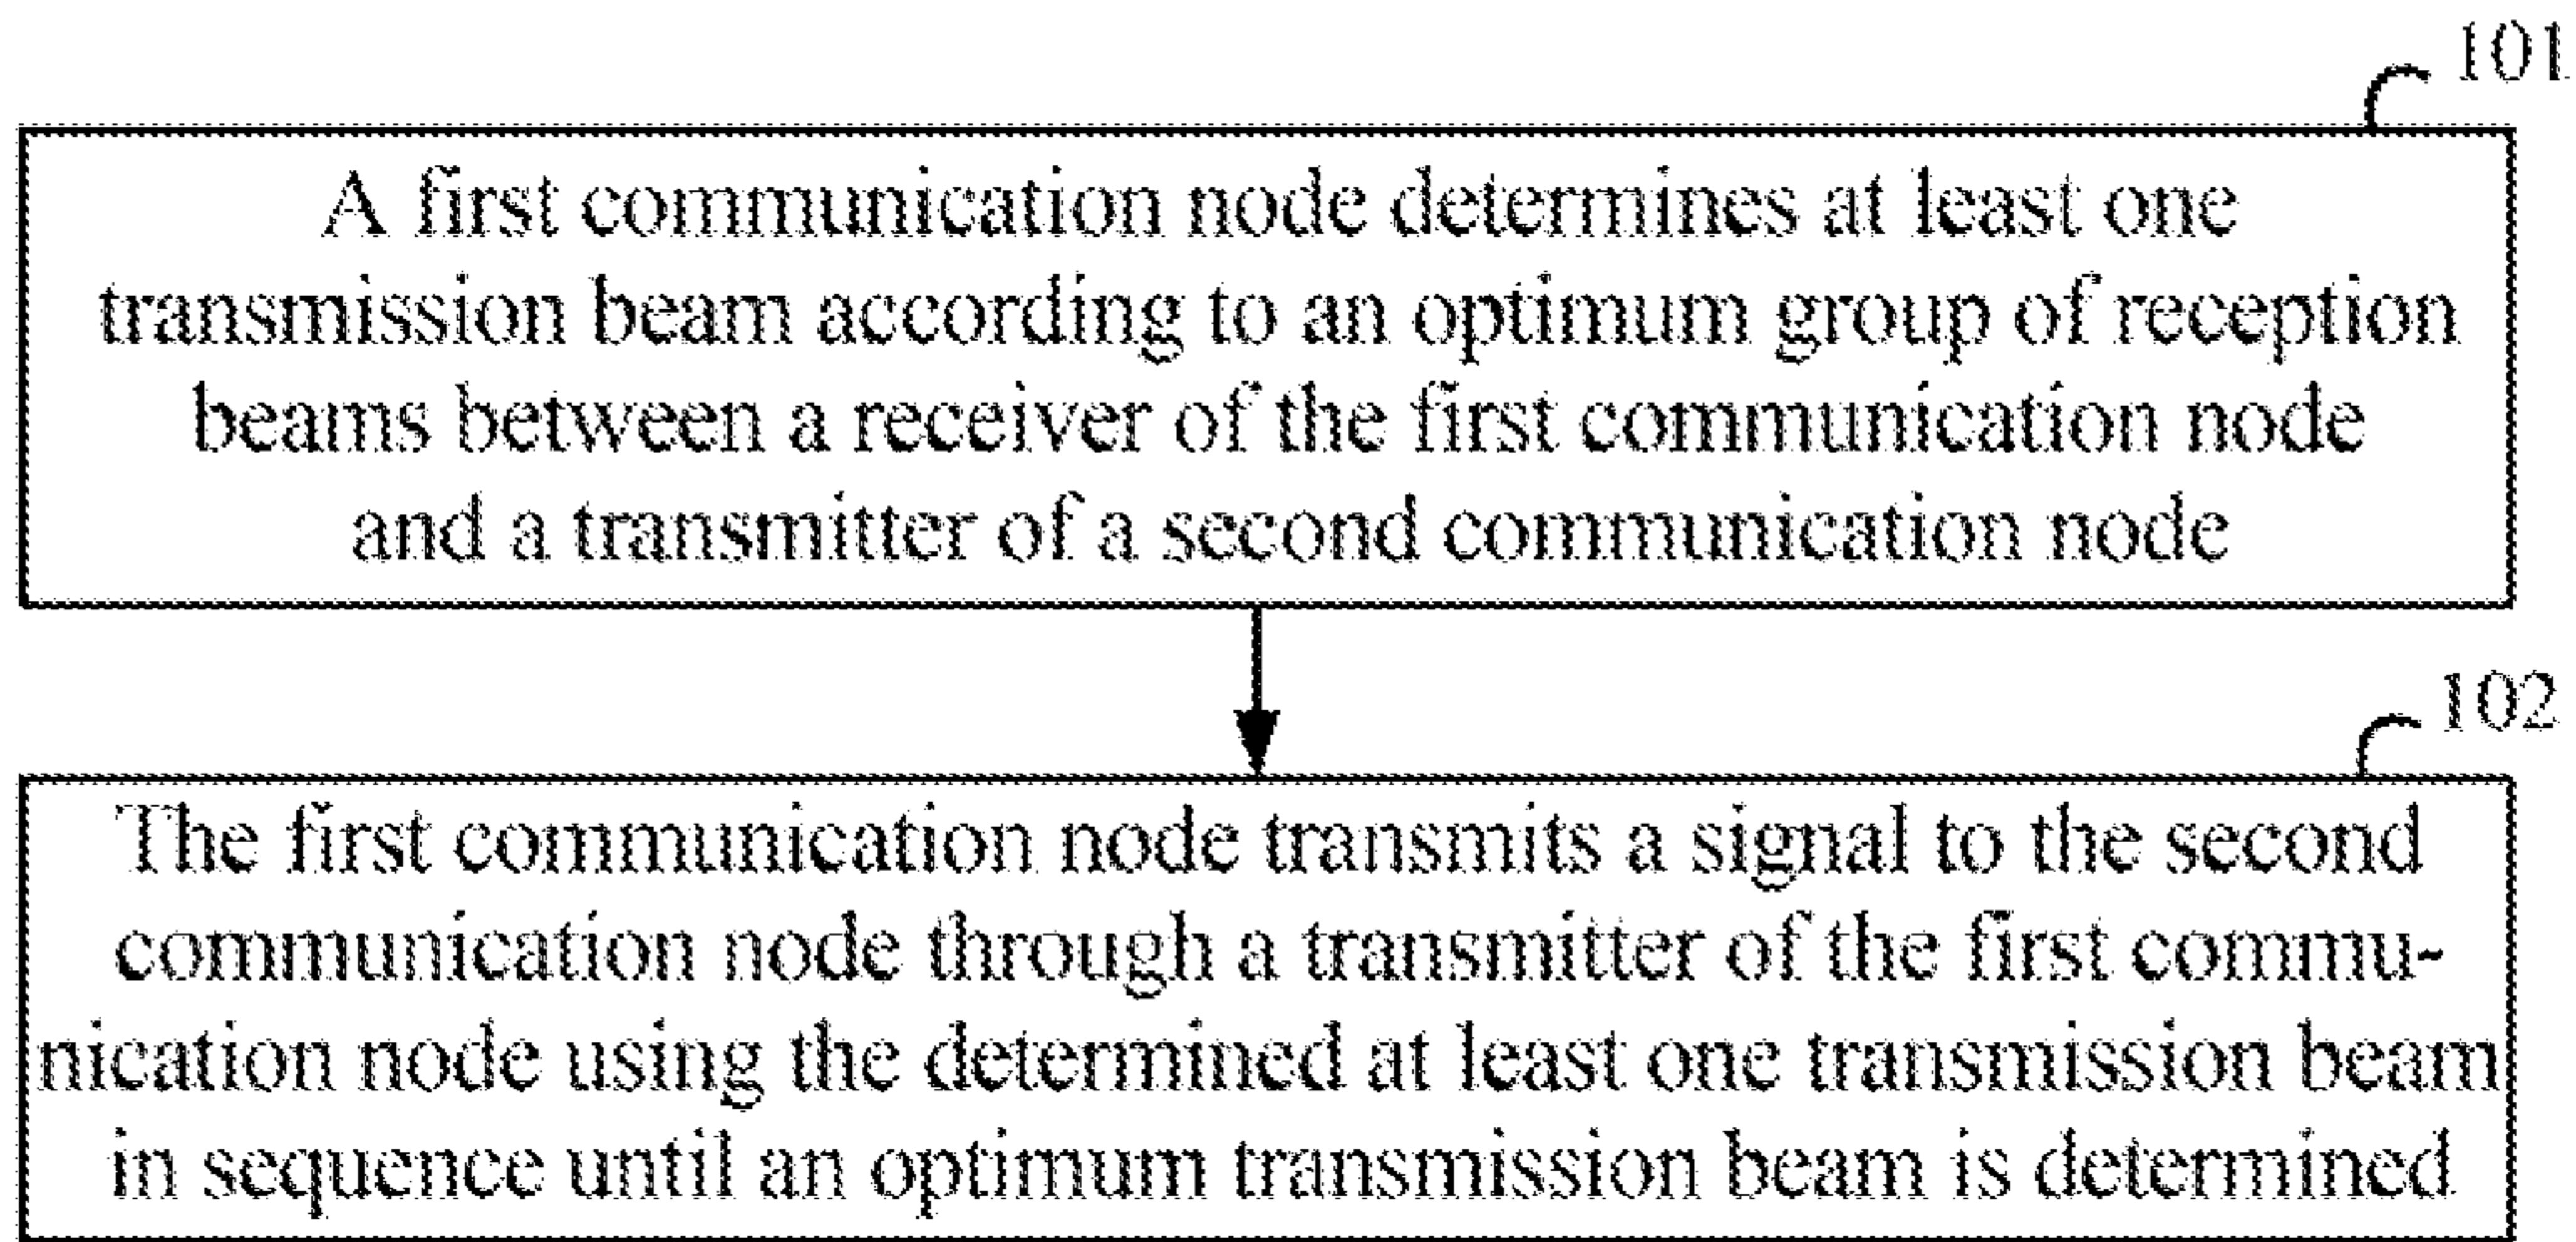 101
A first communication node determines at least one
transmission beam according to an optimum group of reception
beams between a receiver of the first communication node
and a transmitter of a second communication node
102
The first communication node transmits a signal to the second
communication node through a transmitter of the first commu-
nication node using the determined at least one transmission beam
in sequence until an optimum transmission beam is determined